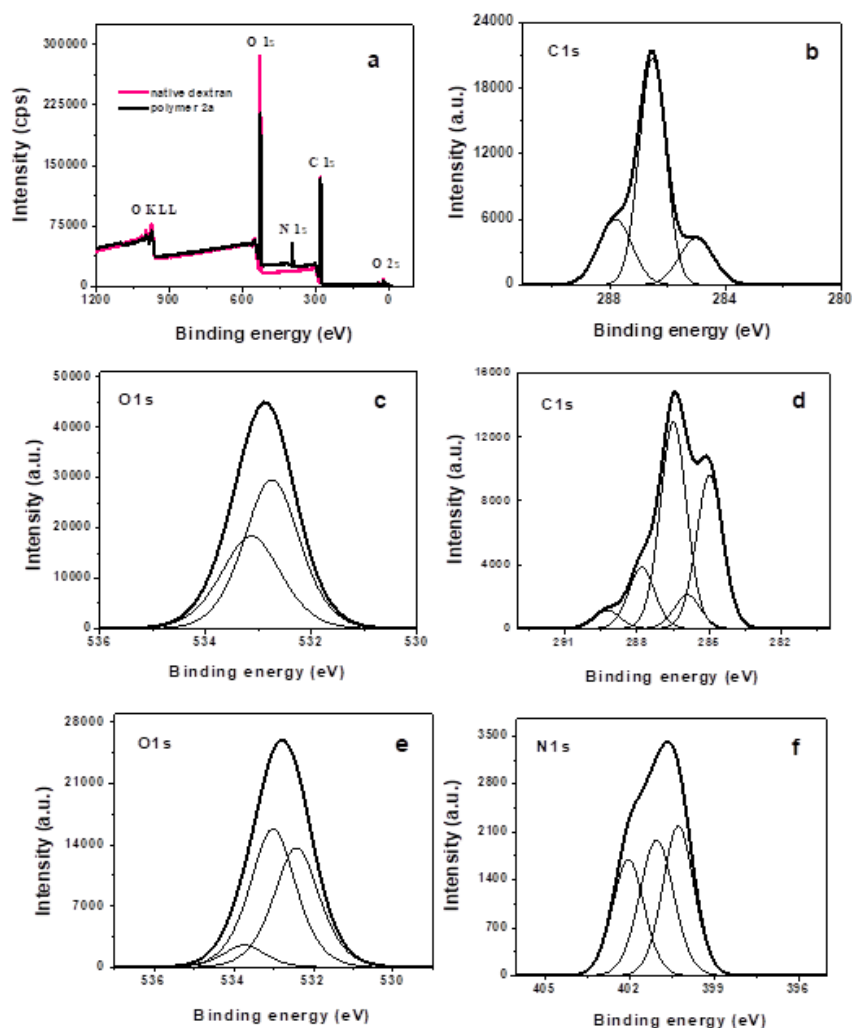 a
O 1s
native dextran
polymer 2a
C 1s
O KLL
N 1s
O 2s
300000
225000
150000
75000
0
1200 900 600 300 0
Intensity (cps)
Binding energy (eV)
C1s b
24000
18000
12000
6000
0
288 284 280
Intensity (a.u.)
Binding energy (eV)
O1s c
50000
40000
30000
20000
10000
0
536 534 532 530
Intensity (a.u.)
Binding energy (eV)
C1s d
16000
12000
8000
4000
0
291 288 285 282
Intensity (a.u.)
Binding energy (eV)
O1s e
28000
21000
14000
7000
0
536 534 532 530
Intensity (a.u.)
Binding energy (eV)
N1s f
3500
2800
2100
1400
700
0
405 402 399 396
Intensity (a.u.)
Binding energy (eV)